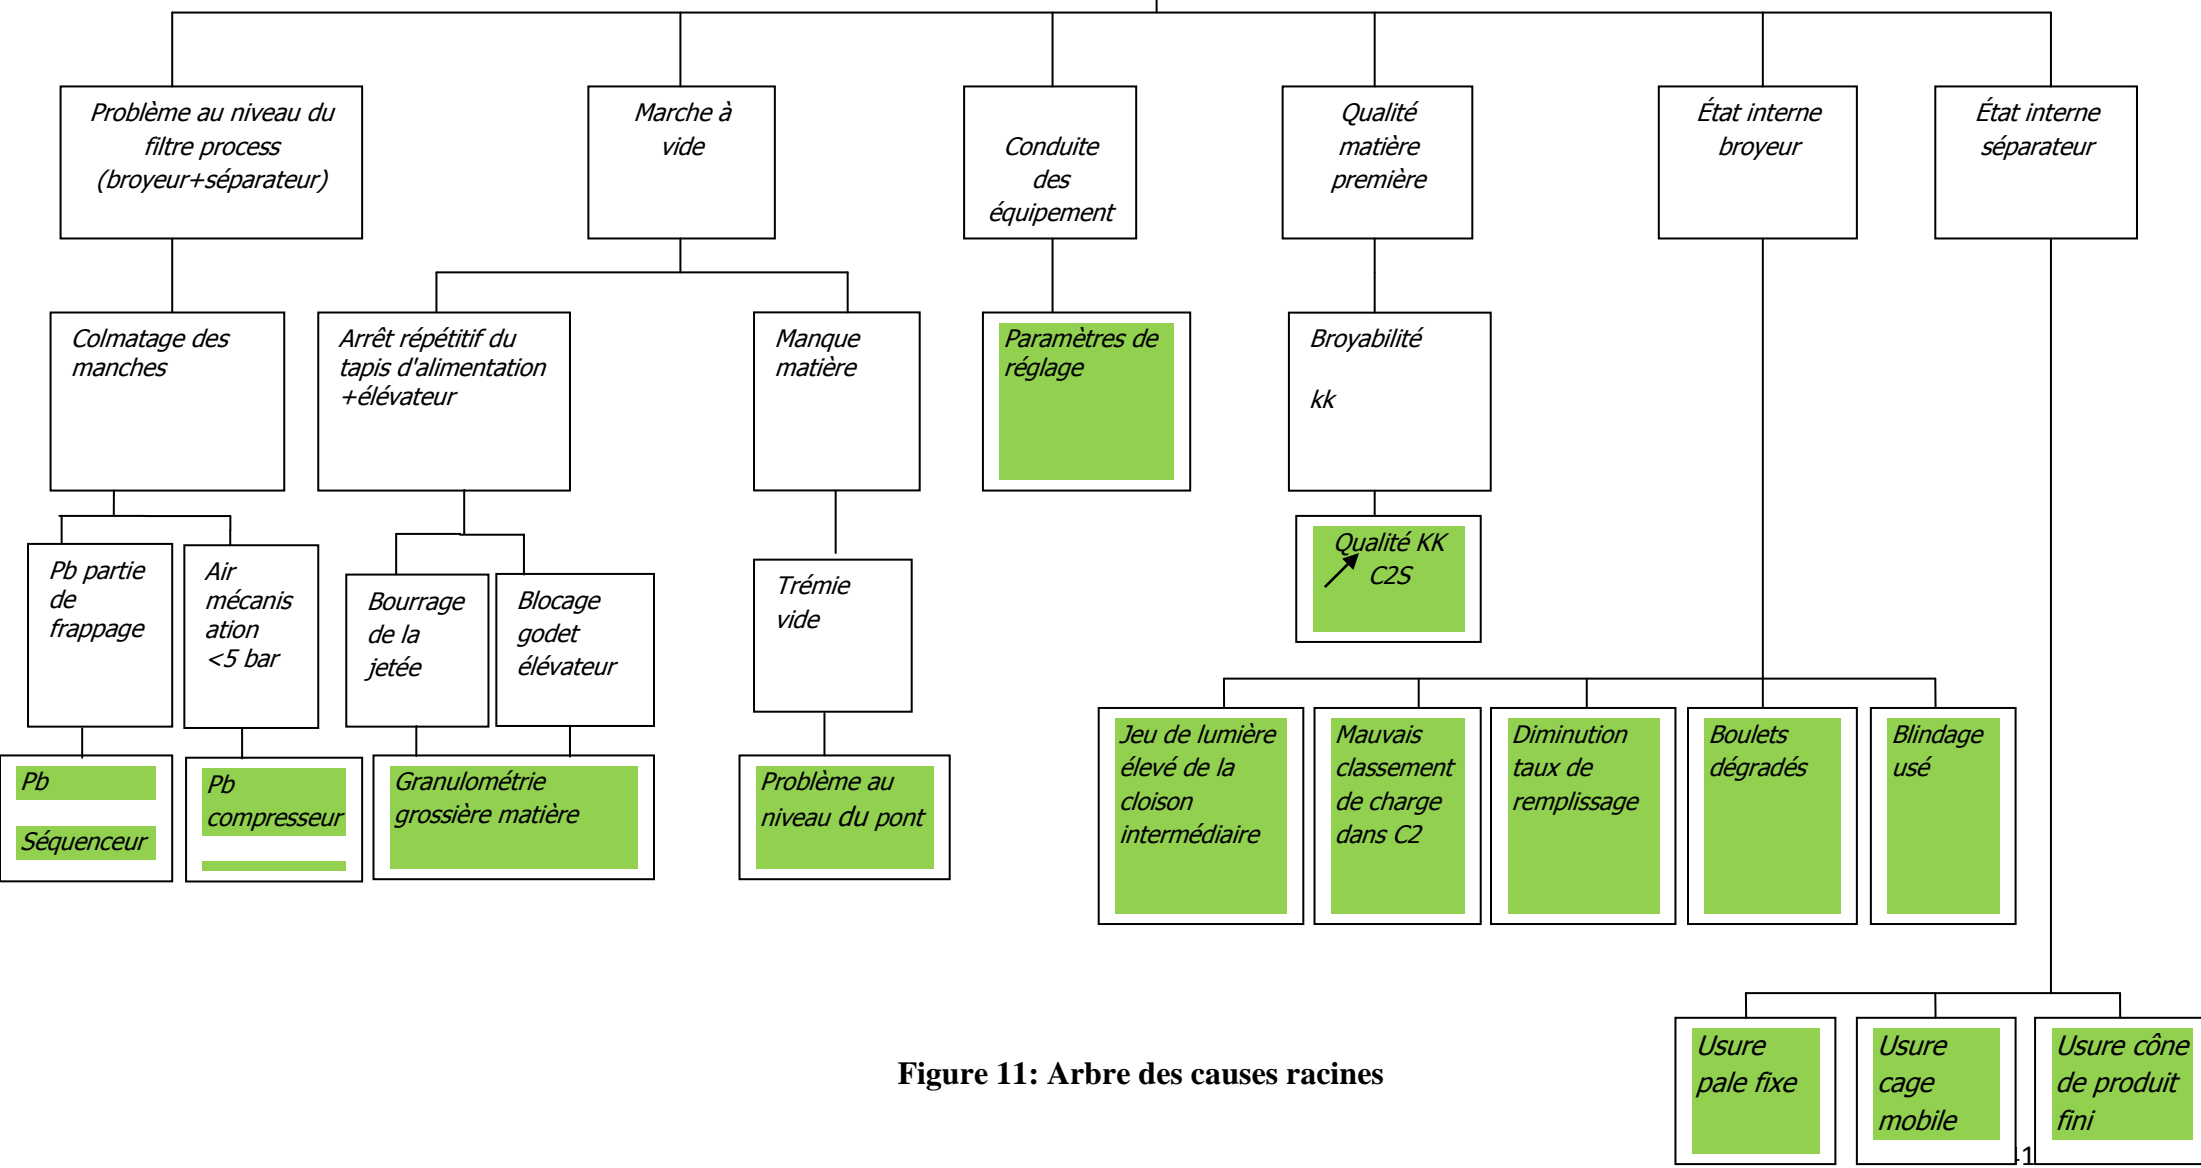 Problème au niveau du
filtre process
(broyeur+séparateur)
Marche à
vide
Conduite
des
équipement
Qualité
matière
première
État interne
broyeur
État interne
séparateur
Colmatage des
manches
Arrêt répétitif du
tapis d'alimentation
+élévateur
Manque
matière
Paramètres de
réglage
Broyabilité
kk
Pb partie
de
frappage
Air
mécanis
ation
<5 bar
Bourrage
de la
jetée
Blocage
godet
élévateur
Trémie
vide
Qualité KK
C2S
Pb
Séquenceur
Pb
compresseur
Granulométrie
grossière matière
Problème au
niveau du pont
Jeu de lumière
élevé de la
cloison
intermédiaire
Mauvais
classement
de charge
dans C2
Diminution
taux de
remplissage
Boulets
dégradés
Blindage
usé
Usure
pale fixe
Usure
cage
mobile
Usure cône
de produit
fini
Figure 11: Arbre des causes racines